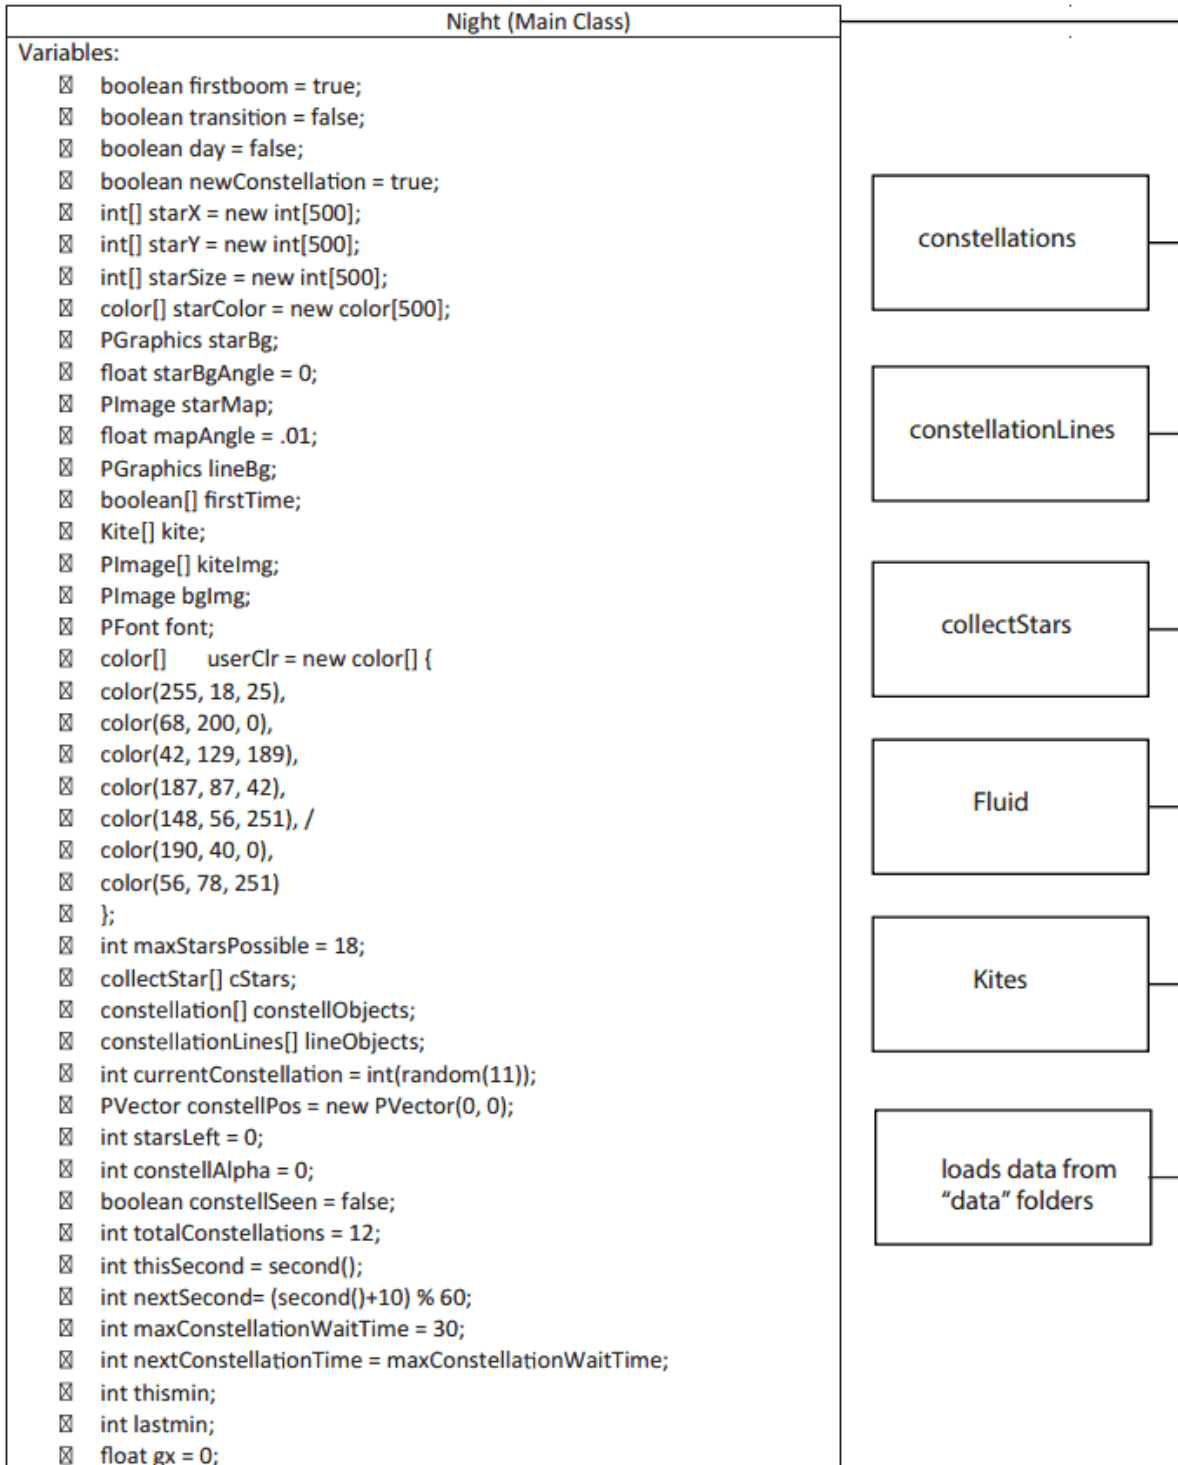 Night (Main Class)
Variables:
boolean firstboom = true;
boolean transition = false;
boolean day = false;
boolean newConstellation = true;
int[] starX = new int[500];
int[] starY = new int[500];
int[] starSize = new int[500];
color[] starColor = new color[500];
PGraphics starBg;
float starBgAngle = 0;
PImage starMap;
float mapAngle = .01;
PGraphics lineBg;
boolean[] firstTime;
Kite[] kite;
PImage[] kiteImg;
PImage bgImg;
PFont font;
color[] userClr = new color[] {
color(255, 18, 25),
color(68, 200, 0),
color(42, 129, 189),
color(187, 87, 42),
color(148, 56, 251), /
color(190, 40, 0),
color(56, 78, 251)
};
int maxStarsPossible = 18;
collectStar[] cStars;
constellation[] constellObjects;
constellationLines[] lineObjects;
int currentConstellation = int(random(11));
PVector constellPos = new PVector(0, 0);
int starsLeft = 0;
int constellAlpha = 0;
boolean constellSeen = false;
int totalConstellations = 12;
int thisSecond = second();
int nextSecond= (second()+10) % 60;
int maxConstellationWaitTime = 30;
int nextConstellationTime = maxConstellationWaitTime;
int thismin;
int lastmin;
float gx = 0;
constellations
constellationLines
collectStars
Fluid
Kites
loads data from
“data” folders